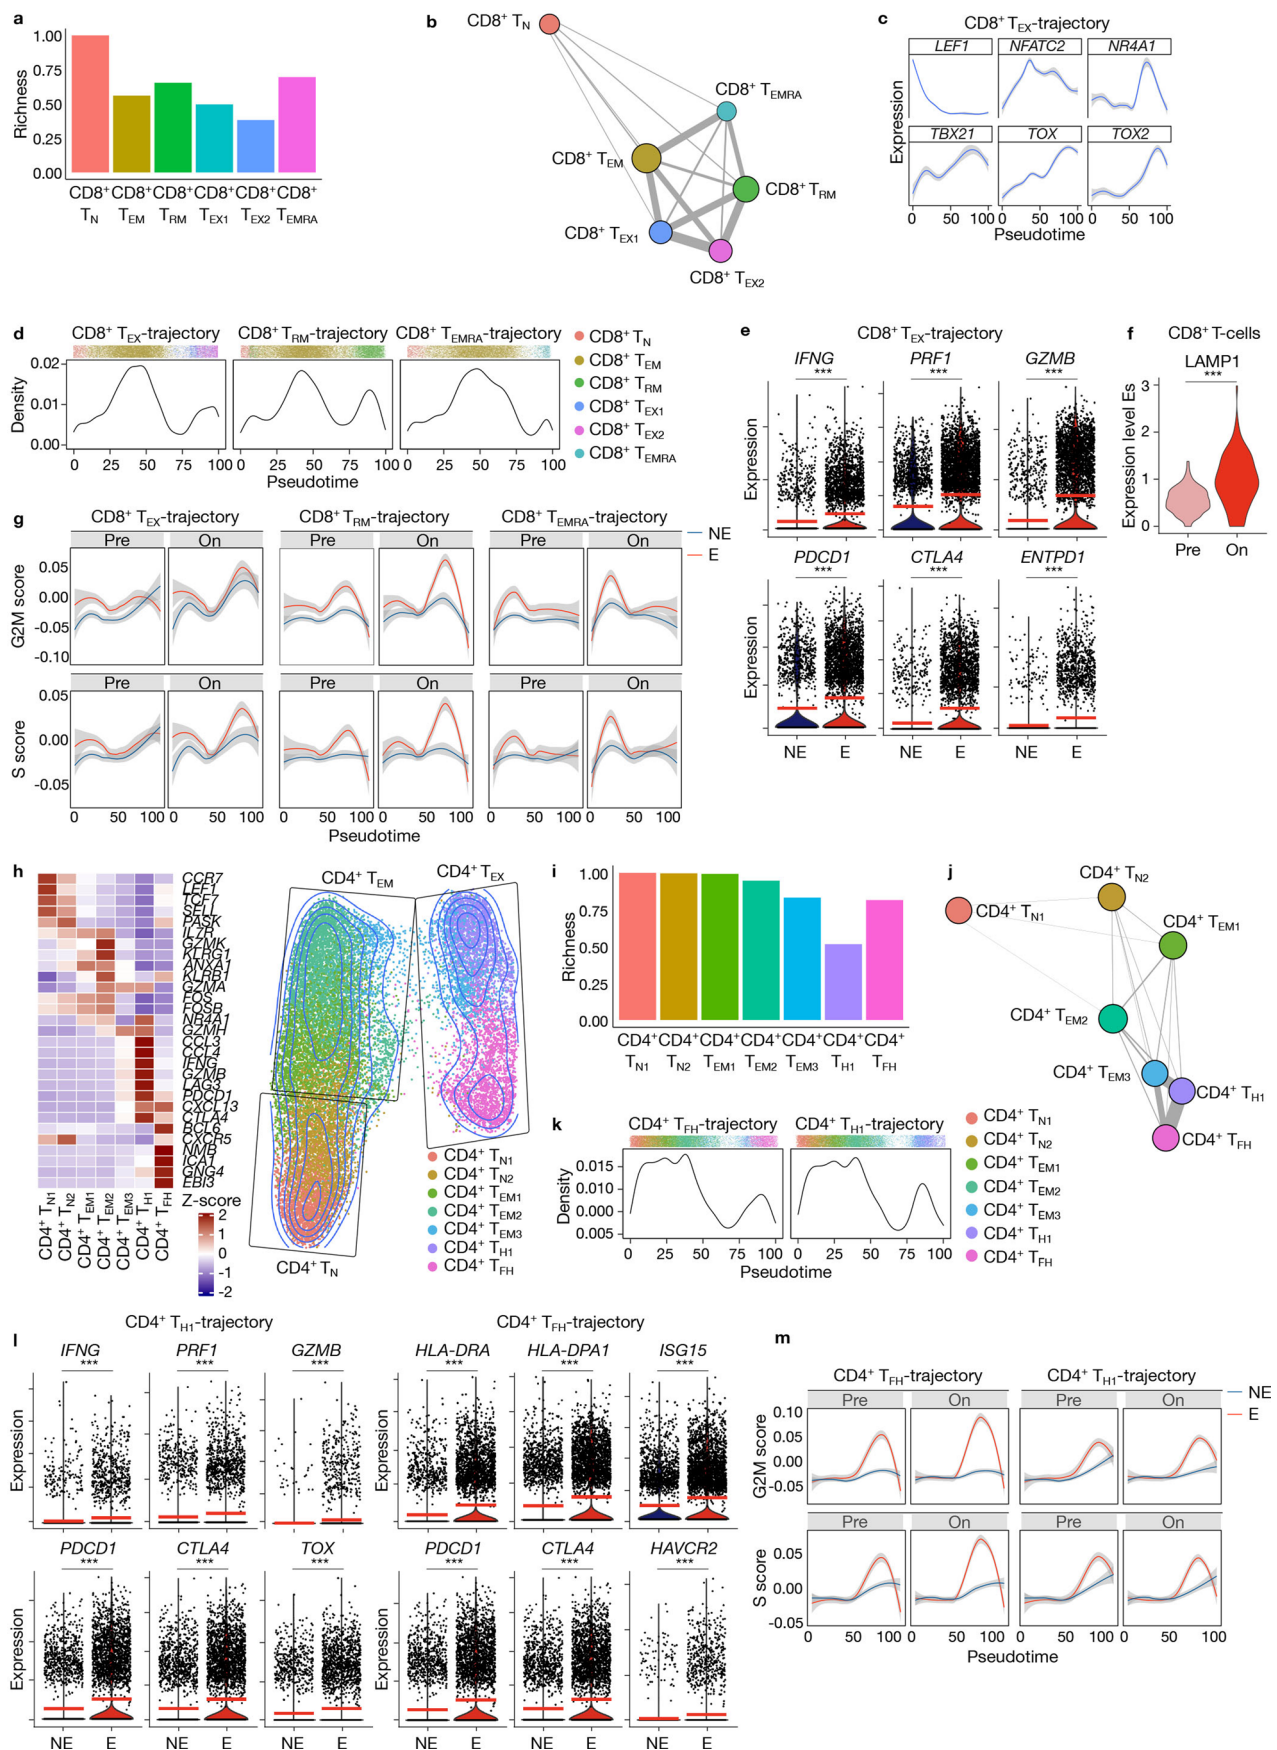 a
Richness
1.00
0.75
0.50
0.25
0.00
CD8+ CD8+ CD8+ CD8+ CD8+ CD8+
TN TEM TRM TEX1 TEX2 TEMRA
b
CD8+ TN
CD8+ TEMRA
CD8+ TEM
CD8+ TRM
CD8+ TEX1
CD8+ TEX2
c
CD8+ TEX-trajectory
LEF1 NFATC2 NR4A1
TBX21 TOX TOX2
Expression
0 50 100 0 50 100 0 50 100
Pseudotime
d
CD8+ TEX-trajectory CD8+ TRM-trajectory CD8+ TEMRA-trajectory
Density
0.02
0.01
0.00
0 25 50 75 100 0 25 50 75 100 0 25 50 75 100
Pseudotime
CD8+ TN
CD8+ TEM
CD8+ TRM
CD8+ TEX1
CD8+ TEX2
CD8+ TEMRA
e
CD8+ TEX-trajectory
IFNG PRF1 GZMB
*** *** ***
Expression
PDCD1 CTLA4 ENTPD1
*** *** ***
Expression
NE E NE E NE E
f
CD8+ T-cells
LAMP1
***
Expression level Es
3
2
1
0
Pre On
g
CD8+ TEX-trajectory CD8+ TRM-trajectory CD8+ TEMRA-trajectory
NE
E
Pre On Pre On Pre On
G2M score
0.05
0.00
-0.05
-0.10
Pre On Pre On Pre On
S score
0.05
0.00
-0.05
0 50 100 0 50 100 0 50 100 0 50 100 0 50 100 0 50 100
Pseudotime
h
CCR7
LEF1
TCF7
SELL
PASK
IL7R
GZMK
KLRG1
ANXA1
KLRB1
GZMA
FOS
FOSB
NR4A1
GZMH
CCL3
CCL4
IFNG
GZMB
LAG3
PDCD1
CXCL13
CTLA4
BCL6
CXCR5
NMB
ICA1
GNG4
EBI3
CD4+ TN1
CD4+ TN2
CD4+ TEM1
CD4+ TEM2
CD4+ TEM3
CD4+ TH1
CD4+ TFH
Z-score
2
1
0
-1
-2
CD4+ TEM
CD4+ TEX
CD4+ TN
CD4+ TN1
CD4+ TN2
CD4+ TEM1
CD4+ TEM2
CD4+ TEM3
CD4+ TH1
CD4+ TFH
i
Richness
1.00
0.75
0.50
0.25
0.00
CD4+ CD4+ CD4+ CD4+ CD4+ CD4+ CD4+
TN1 TN2 TEM1 TEM2 TEM3 TH1 TFH
j
CD4+ TN2
CD4+ TN1
CD4+ TEM1
CD4+ TEM2
CD4+ TEM3
CD4+ TH1
CD4+ TFH
k
CD4+ TFH-trajectory CD4+ TH1-trajectory
Density
0.015
0.010
0.005
0 25 50 75 100 0 25 50 75 100
Pseudotime
CD4+ TN1
CD4+ TN2
CD4+ TEM1
CD4+ TEM2
CD4+ TEM3
CD4+ TH1
CD4+ TFH
l
CD4+ TH1-trajectory CD4+ TFH-trajectory
IFNG PRF1 GZMB HLA-DRA HLA-DPA1 ISG15
*** *** *** *** *** ***
Expression Expression
PDCD1 CTLA4 TOX PDCD1 CTLA4 HAVCR2
*** *** *** *** *** ***
Expression Expression
NE E NE E NE E NE E NE E NE E
m
CD4+ TFH-trajectory CD4+ TH1-trajectory
NE
E
Pre On Pre On
G2M score
0.10
0.05
0.00
-0.05
Pre On Pre On
S score
0.05
0.00
-0.05
0 50 100 0 50 100 0 50 100 0 50 100
Pseudotime